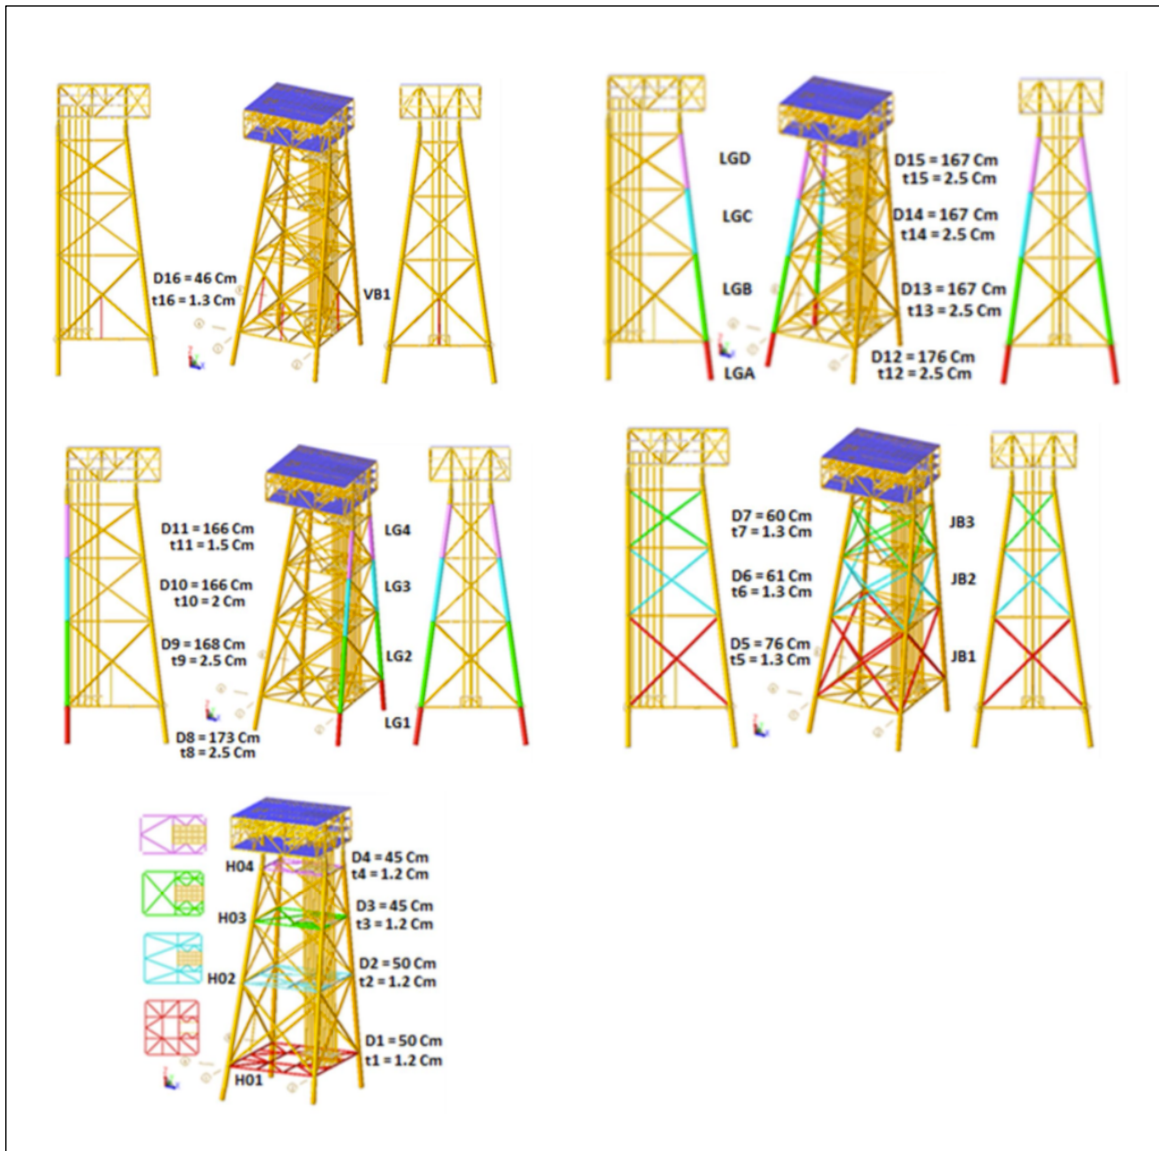 D16 = 46 Cm
t16 = 1.3 Cm
VB1
LGD
D15 = 167 Cm
t15 = 2.5 Cm
LGC
D14 = 167 Cm
t14 = 2.5 Cm
LGB
D13 = 167 Cm
t13 = 2.5 Cm
LGA
D12 = 176 Cm
t12 = 2.5 Cm
D11 = 166 Cm
t11 = 1.5 Cm
LG4
D10 = 166 Cm
t10 = 2 Cm
LG3
D9 = 168 Cm
t9 = 2.5 Cm
LG2
D8 = 173 Cm
t8 = 2.5 Cm
LG1
D7 = 60 Cm
t7 = 1.3 Cm
JB3
D6 = 61 Cm
t6 = 1.3 Cm
JB2
D5 = 76 Cm
t5 = 1.3 Cm
JB1
H04
D4 = 45 Cm
t4 = 1.2 Cm
H03
D3 = 45 Cm
t3 = 1.2 Cm
H02
D2 = 50 Cm
t2 = 1.2 Cm
H01
D1 = 50 Cm
t1 = 1.2 Cm